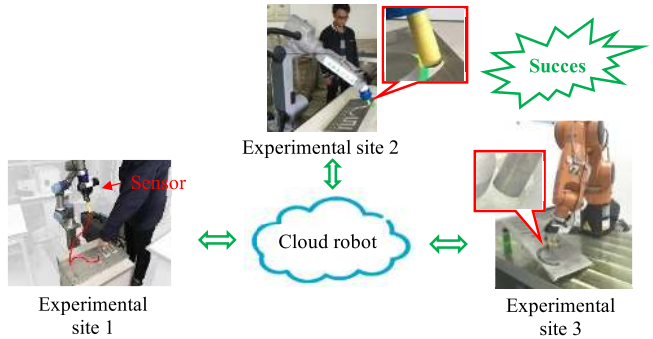 Succes
Experimental site 2
Sensor
Cloud robot
Experimental
site 1
Experimental
site 3